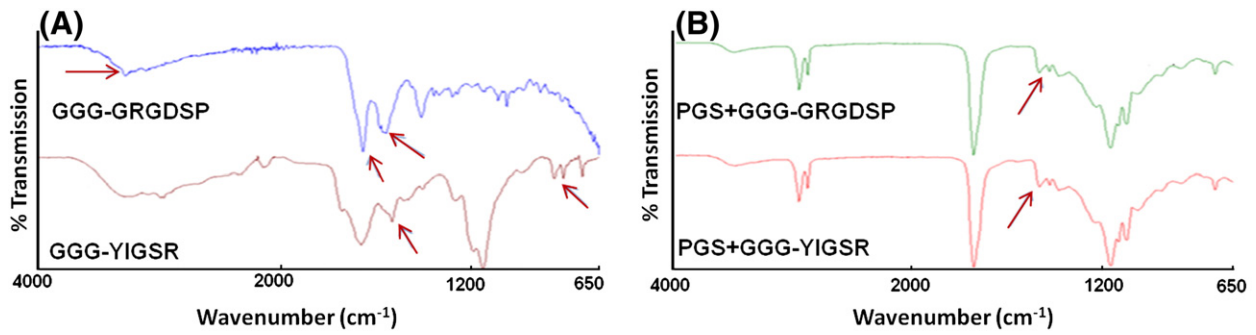 (A)
% Transmission
GGG-GRGDSP
GGG-YIGSR
4000 2000 1200 650
Wavenumber (cm⁻¹)
(B)
% Transmission
PGS+GGG-GRGDSP
PGS+GGG-YIGSR
4000 2000 1200 650
Wavenumber (cm⁻¹)